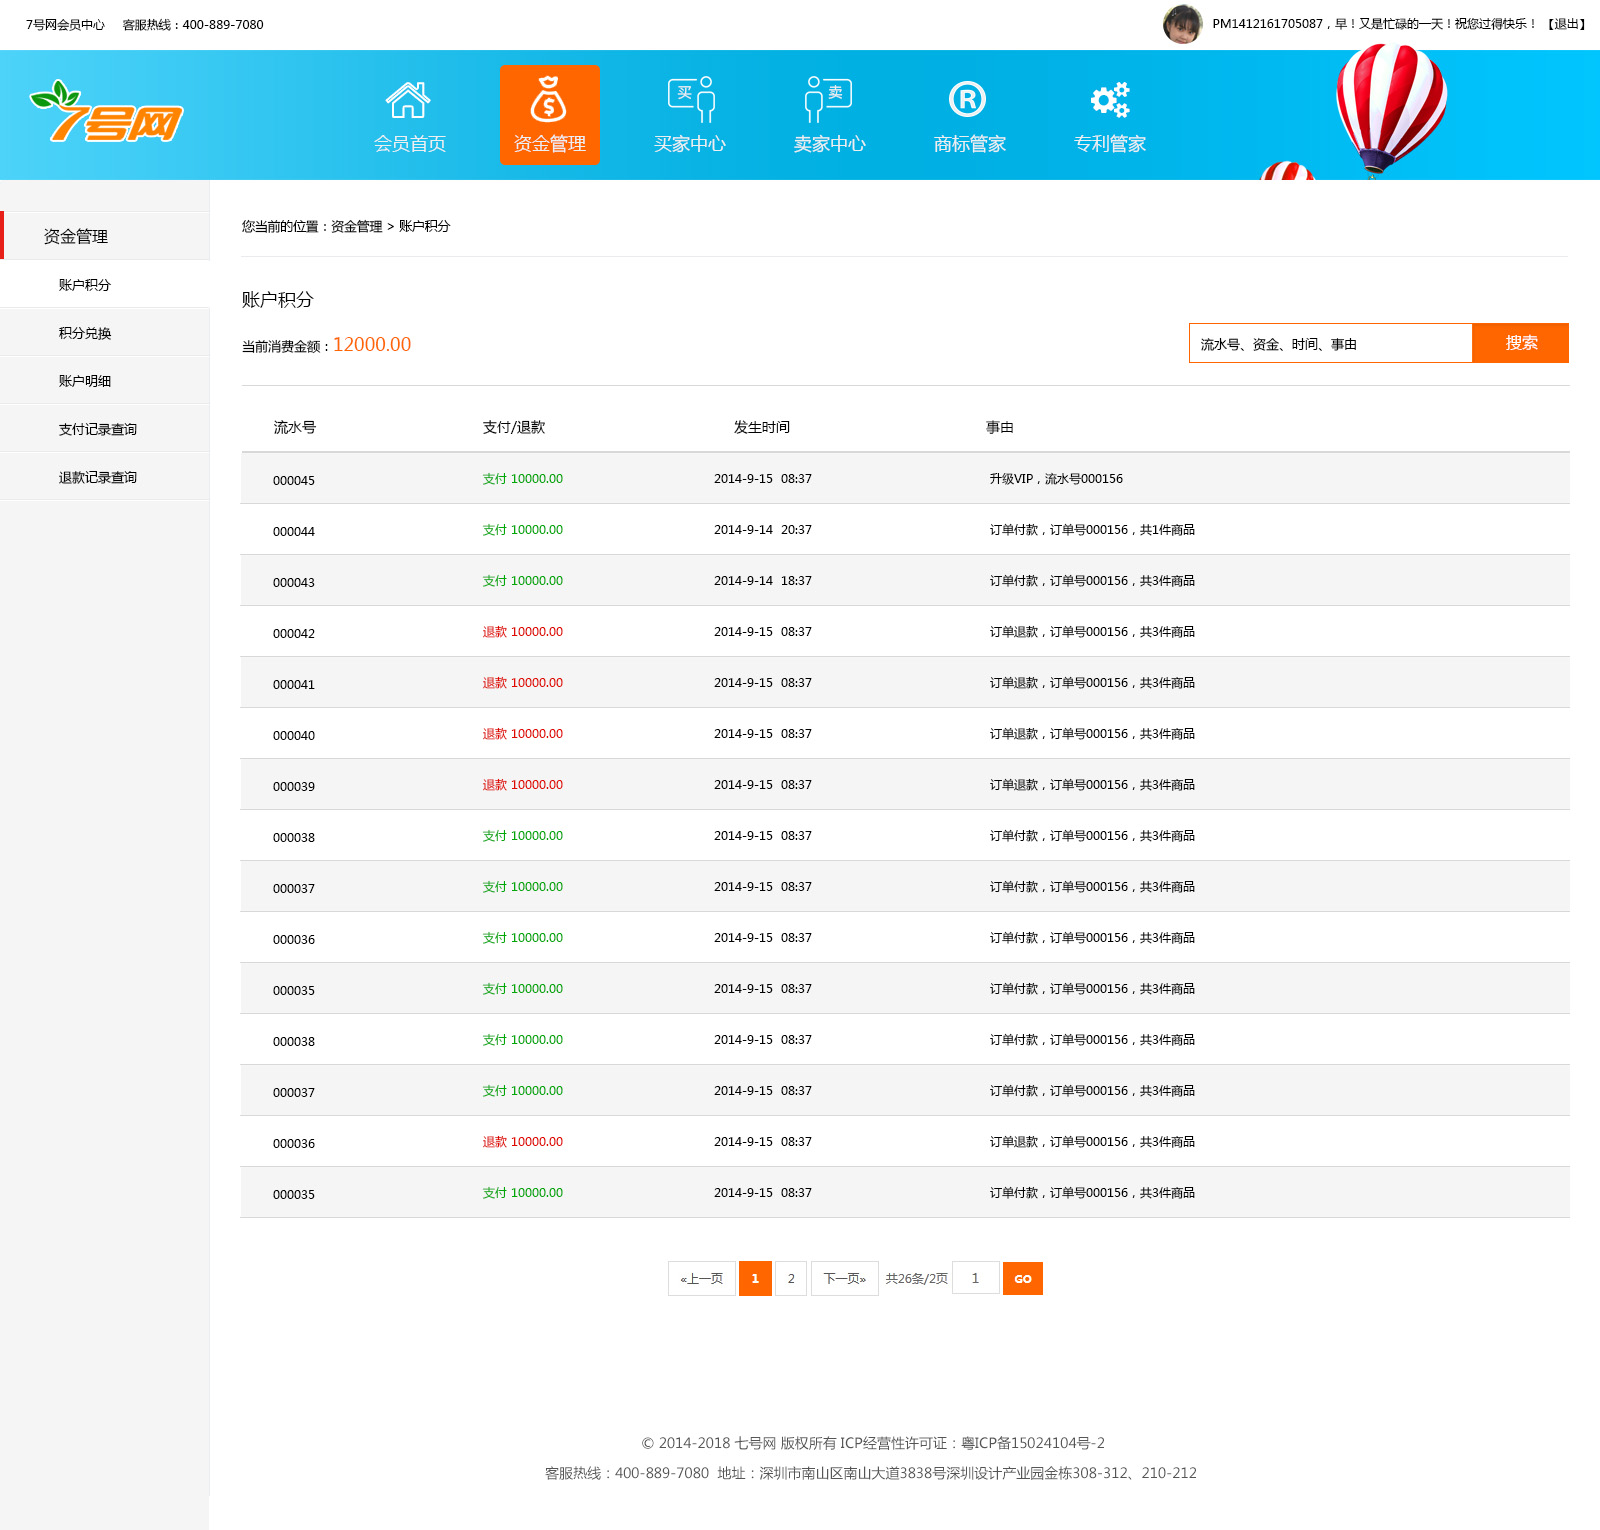 7号网会员中心 客服热线：400-889-7080
PM1412161705087，早！又是忙碌的一天！祝您过得快乐！ 【退出】
7号网
买
卖
R
会员首页 资金管理 买家中心 卖家中心 商标管家 专利管家
资金管理
账户积分
积分兑换
账户明细
支付记录查询
退款记录查询
您当前的位置：资金管理 > 账户积分
账户积分
当前消费金额：12000.00
流水号、资金、时间、事由 搜索
流水号 支付/退款 发生时间 事由
000045 支付 10000.00 2014-9-15 08:37 升级VIP，流水号000156
000044 支付 10000.00 2014-9-14 20:37 订单付款，订单号000156，共1件商品
000043 支付 10000.00 2014-9-14 18:37 订单付款，订单号000156，共3件商品
000042 退款 10000.00 2014-9-15 08:37 订单退款，订单号000156，共3件商品
000041 退款 10000.00 2014-9-15 08:37 订单退款，订单号000156，共3件商品
000040 退款 10000.00 2014-9-15 08:37 订单退款，订单号000156，共3件商品
000039 退款 10000.00 2014-9-15 08:37 订单退款，订单号000156，共3件商品
000038 支付 10000.00 2014-9-15 08:37 订单付款，订单号000156，共3件商品
000037 支付 10000.00 2014-9-15 08:37 订单付款，订单号000156，共3件商品
000036 支付 10000.00 2014-9-15 08:37 订单付款，订单号000156，共3件商品
000035 支付 10000.00 2014-9-15 08:37 订单付款，订单号000156，共3件商品
000038 支付 10000.00 2014-9-15 08:37 订单付款，订单号000156，共3件商品
000037 支付 10000.00 2014-9-15 08:37 订单付款，订单号000156，共3件商品
000036 退款 10000.00 2014-9-15 08:37 订单退款，订单号000156，共3件商品
000035 支付 10000.00 2014-9-15 08:37 订单付款，订单号000156，共3件商品
«上一页 1 2 下一页» 共26条/2页 1 GO
© 2014-2018 七号网 版权所有 ICP经营性许可证：粤ICP备15024104号-2
客服热线：400-889-7080 地址：深圳市南山区南山大道3838号深圳设计产业园金栋308-312、210-212